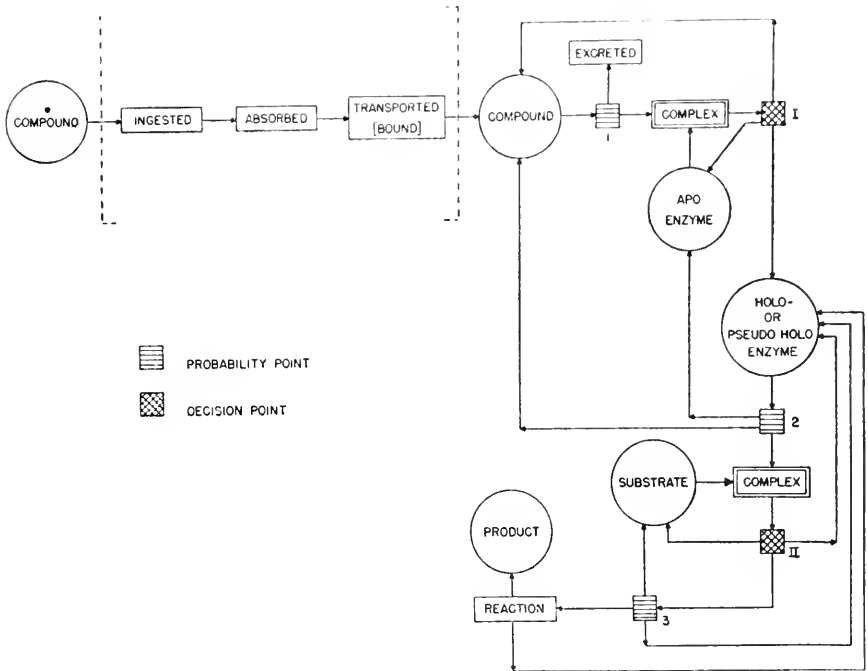 EXCRETED
COMPOUND
INGESTED
ABSORBED
TRANSPORTED
[BOUND]
COMPOUND
1
COMPLEX
I
APO
ENZYME
HOLO-
OR
PSEUDO HOLO
ENZYME
PROBABILITY POINT
DECISION POINT
2
SUBSTRATE
COMPLEX
II
PRODUCT
REACTION
3